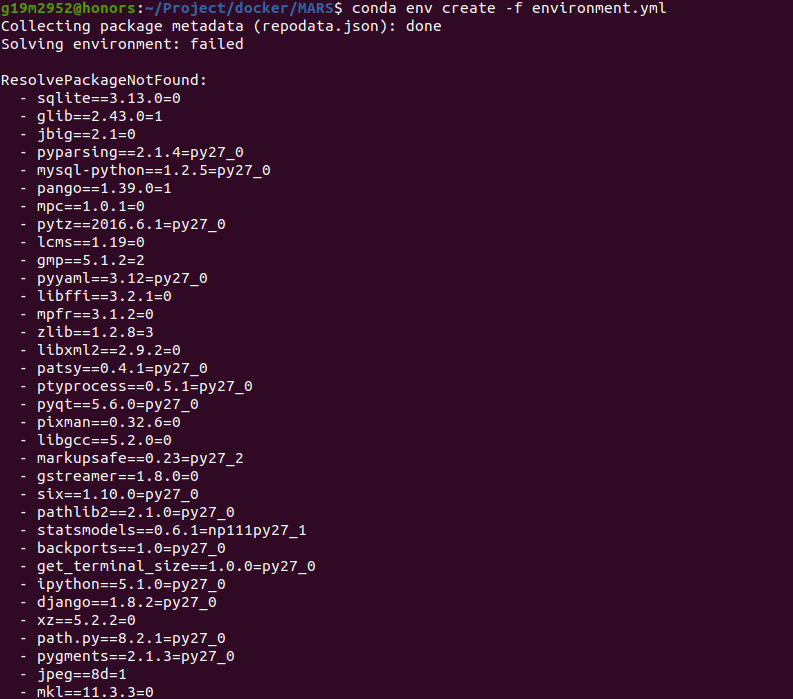 g19m2952@honors:~/Project/docker/MARS$ conda env create -f environment.yml
Collecting package metadata (repodata.json): done
Solving environment: failed

ResolvePackageNotFound:
  - sqlite==3.13.0=0
  - glib==2.43.0=1
  - jbig==2.1=0
  - pyparsing==2.1.4=py27_0
  - mysql-python==1.2.5=py27_0
  - pango==1.39.0=1
  - mpc==1.0.1=0
  - pytz==2016.6.1=py27_0
  - lcms==1.19=0
  - gmp==5.1.2=2
  - pyyaml==3.12=py27_0
  - libffi==3.2.1=0
  - mpfr==3.1.2=0
  - zlib==1.2.8=3
  - libxml2==2.9.2=0
  - patsy==0.4.1=py27_0
  - ptyprocess==0.5.1=py27_0
  - pyqt==5.6.0=py27_0
  - pixman==0.32.6=0
  - libgcc==5.2.0=0
  - markupsafe==0.23=py27_2
  - gstreamer==1.8.0=0
  - six==1.10.0=py27_0
  - pathlib2==2.1.0=py27_0
  - statsmodels==0.6.1=np111py27_1
  - backports==1.0=py27_0
  - get_terminal_size==1.0.0=py27_0
  - ipython==5.1.0=py27_0
  - django==1.8.2=py27_0
  - xz==5.2.2=0
  - path.py==8.2.1=py27_0
  - pygments==2.1.3=py27_0
  - jpeg==8d=1
  - mkl==11.3.3=0